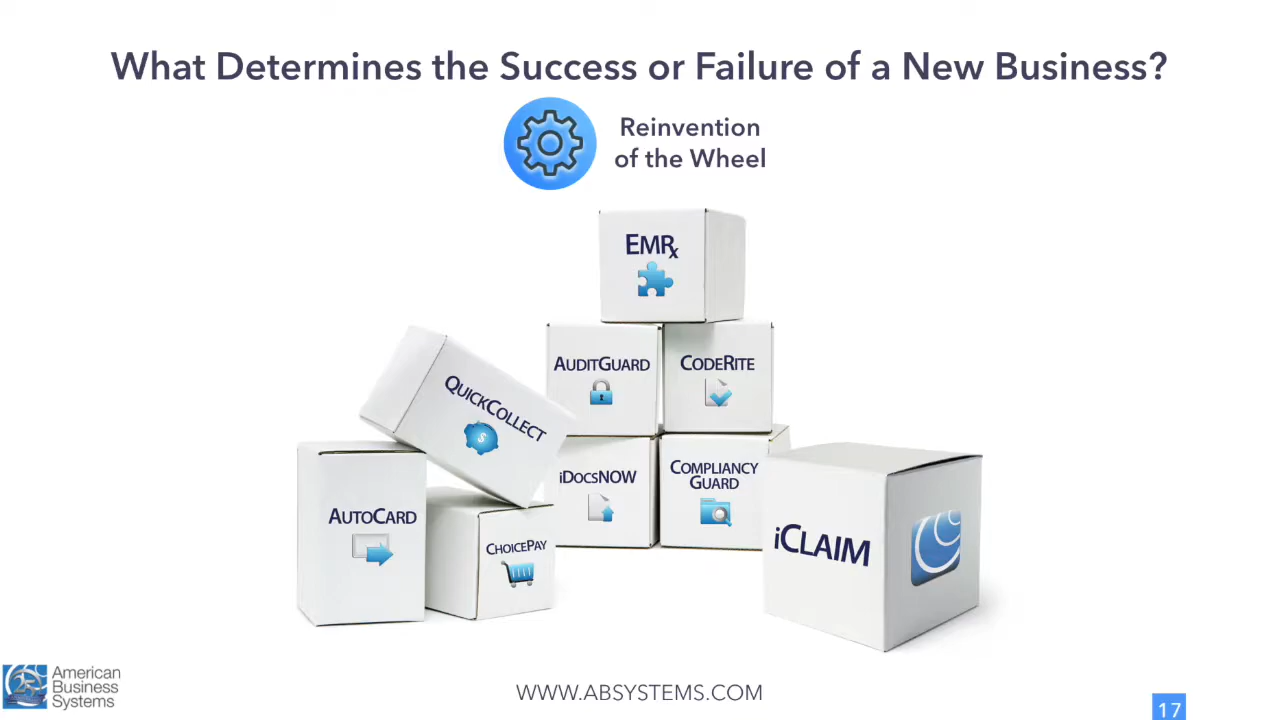 What Determines the Success or Failure of a New Business?
Reinvention
of the Wheel
EMRx
AUDITGUARD
CODERITE
QUICKCOLLECT
iDOCSNOW
COMPLIANCY
GUARD
AUTOCARD
CHOICEPAY
iCLAIM
American
Business
Systems
25
WWW.ABSYSTEMS.COM
17